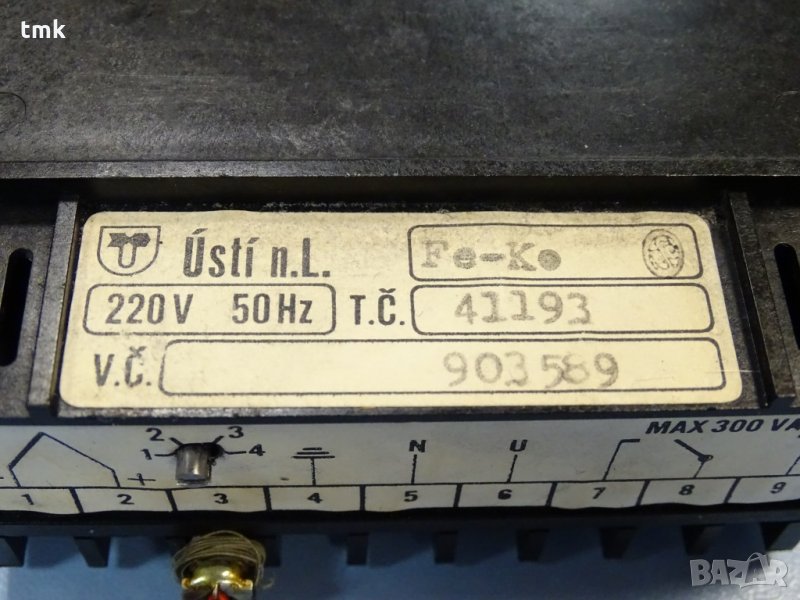 tmk
Ústí n.L. Fe-Ko
220V 50Hz T.Č. 41193
V.Č. 903589
MAX 300 VA
1 2 3 4 N U
- +
1 2 3 4 5 6 7 8 9
BAZAR